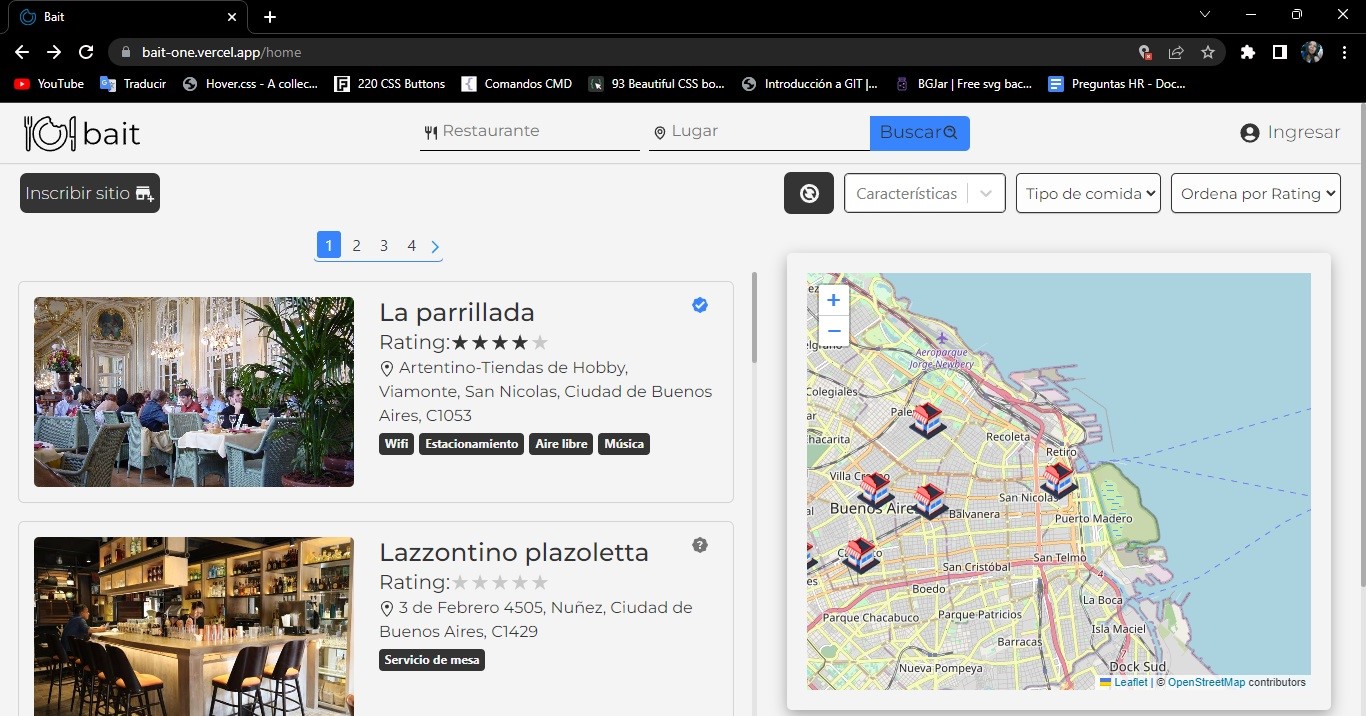 Bait
bait-one.vercel.app/home
YouTube
Traducir
Hover.css - A collec...
220 CSS Buttons
Comandos CMD
93 Beautiful CSS bo...
Introducción a GIT |...
BGJar | Free svg bac...
Preguntas HR - Doc...
bait
Restaurante
Lugar
Buscar
Ingresar
Inscribir sitio
Características
Tipo de comida
Ordena por Rating
1 2 3 4
La parrillada
Rating:
Artentino-Tiendas de Hobby,
Viamonte, San Nicolas, Ciudad de Buenos
Aires, C1053
Wifi
Estacionamiento
Aire libre
Música
Lazzontino plazoletta
Rating:
3 de Febrero 4505, Nuñez, Ciudad de
Buenos Aires, C1429
Servicio de mesa
+
−
Aeroparque
Jorge Newbery
Colegiales
Pale
Recoleta
hacarita
Retiro
Villa Cr
San Nicolas
Buenos Aire
Balvanera
Puerto Madero
San Telmo
San Cristóbal
4
Boedo
La Boca
Parque Chacabuco
Parque Patricios
Isla Maciel
Barracas
Nueva Pompeya
Dock Sud
Leaflet | © OpenStreetMap contributors